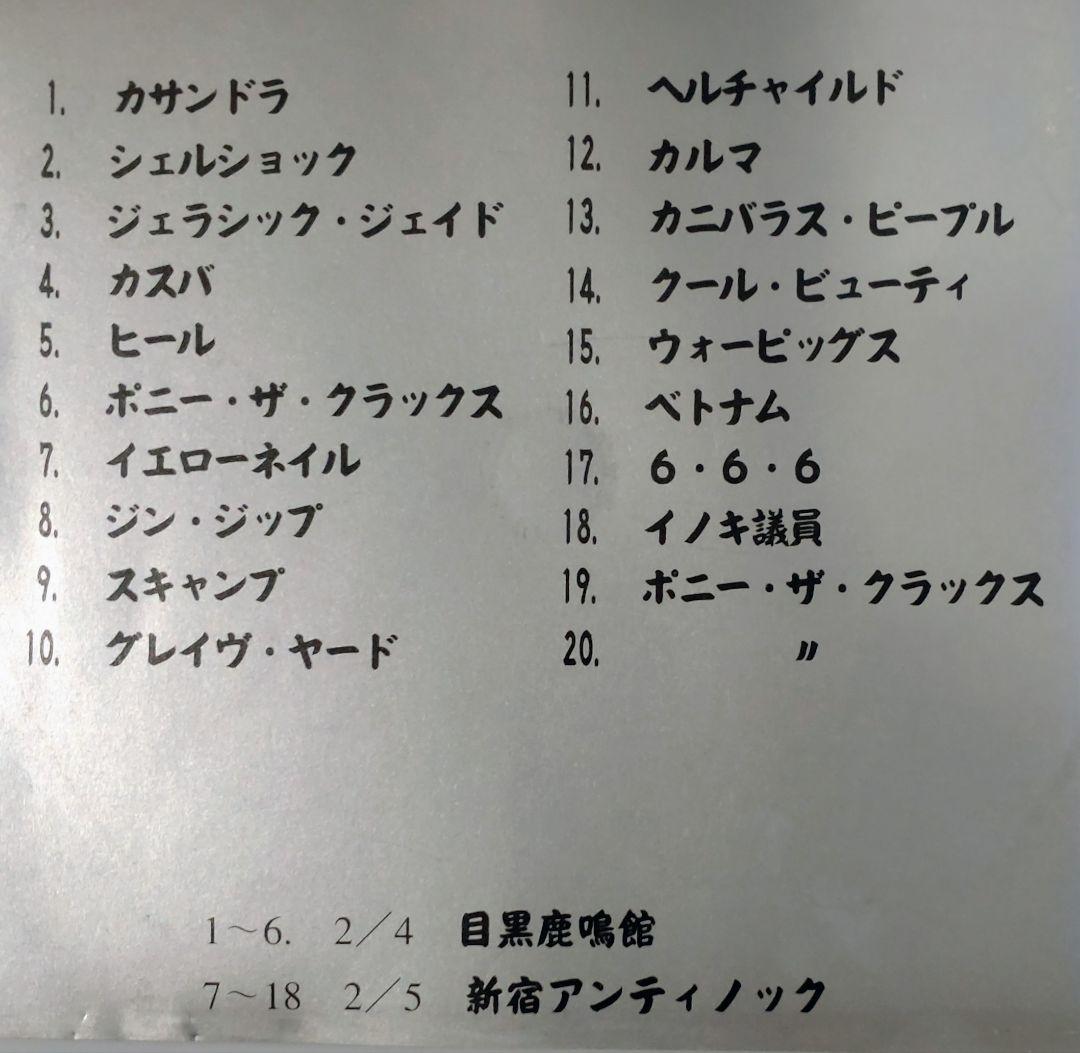 1. カサンドラ
2. シェルショック
3. ジェラシック・ジェイド
4. カスバ
5. ヒール
6. ポニー・ザ・クラックス
7. イエローネイル
8. ジン・ジップ
9. スキャンプ
10. グレイヴ・ヤード
11. ヘルチャイルド
12. カルマ
13. カニバラス・ピープル
14. クール・ビューティ
15. ウォーピッグス
16. ベトナム
17. 6・6・6
18. イノキ議員
19. ポニー・ザ・クラックス
20. 〃
1～6. 2／4 目黒鹿鳴館
7～18 2／5 新宿アンティノック